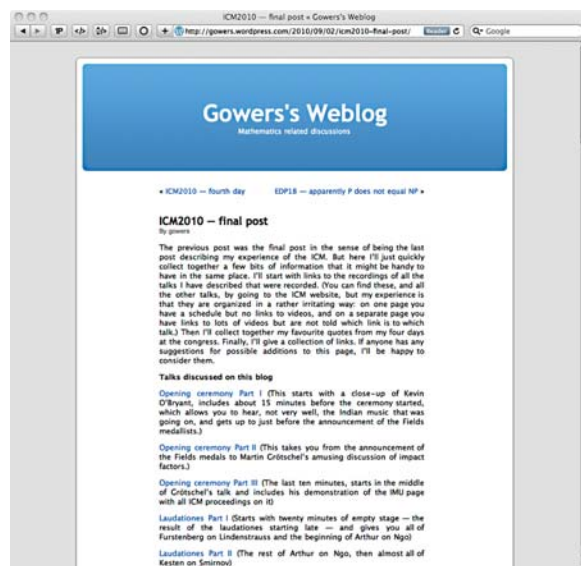 ICM2010 — final post « Gowers's Weblog
http://gowers.wordpress.com/2010/09/02/icm2010-final-post/ Reader Google
Gowers's Weblog
Mathematics related discussions
« ICM2010 — fourth day EDP18 — apparently P does not equal NP »
ICM2010 — final post
By gowers
The previous post was the final post in the sense of being the last
post describing my experience of the ICM. But here I'll just quickly
collect together a few bits of information that it might be handy to
have in the same place. I'll start with links to the recordings of all the
talks I have described that were recorded. (You can find these, and all
the other talks, by going to the ICM website, but my experience is
that they are organized in a rather irritating way: on one page you
have a schedule but no links to videos, and on a separate page you
have links to lots of videos but are not told which link is to which
talk.) Then I'll collect together my favourite quotes from my four days
at the congress. Finally, I'll give a collection of links. If anyone has any
suggestions for possible additions to this page, I'll be happy to
consider them.
Talks discussed on this blog
Opening ceremony Part I (This starts with a close-up of Kevin
O'Bryant, includes about 15 minutes before the ceremony started,
which allows you to hear, not very well, the Indian music that was
going on, and gets up to just before the announcement of the Fields
medallists.)
Opening ceremony Part II (This takes you from the announcement of
the Fields medals to Martin Grötschel's amusing discussion of impact
factors.)
Opening ceremony Part III (The last ten minutes, starts in the middle
of Grötschel's talk and includes his demonstration of the IMU page
with all ICM proceedings on it)
Laudationes Part I (Starts with twenty minutes of empty stage — the
result of the laudationes starting late — and gives you all of
Furstenberg on Lindenstrauss and the beginning of Arthur on Ngo)
Laudationes Part II (The rest of Arthur on Ngo, then almost all of
Kesten on Smirnov)